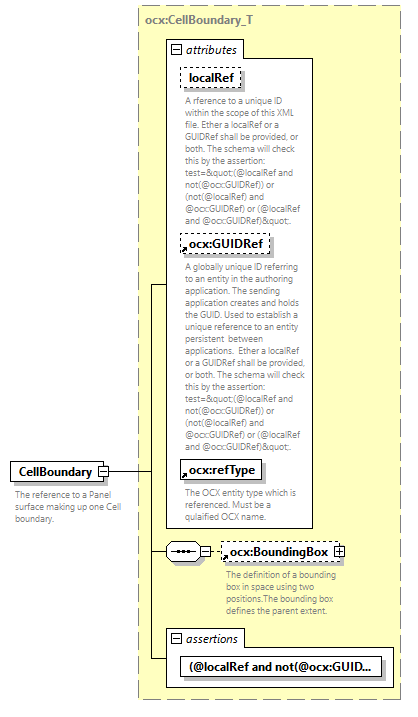 ocx:CellBoundary_T
attributes
localRef
A rference to a unique ID
within the scope of this XML
file. Ether a localRef or a
GUIDRef shall be provided, or
both. The schema will check
this by the assertion:
test=&quot;(@localRef and
not(@ocx:GUIDRef)) or
(not(@localRef) and
@ocx:GUIDRef) or (@localRef
and @ocx:GUIDRef)&quot;.
ocx:GUIDRef
A globally unique ID referring
to an entity in the authoring
application. The sending
application creates and holds
the GUID. Used to establish a
unique reference to an entity
persistent  between
applications.  Ether a localRef
or a GUIDRef shall be provided,
or both. The schema will check
this by the assertion:
test=&quot;(@localRef and
not(@ocx:GUIDRef)) or
(not(@localRef) and
@ocx:GUIDRef) or (@localRef
and @ocx:GUIDRef)&quot;.
ocx:refType
The OCX entity type which is
referenced. Must be a
qulaified OCX name.
CellBoundary
The reference to a Panel
surface making up one Cell
boundary.
ocx:BoundingBox
The definition of a bounding
box in space using two
positions.The bounding box
defines the parent extent.
assertions
(@localRef and not(@ocx:GUID...